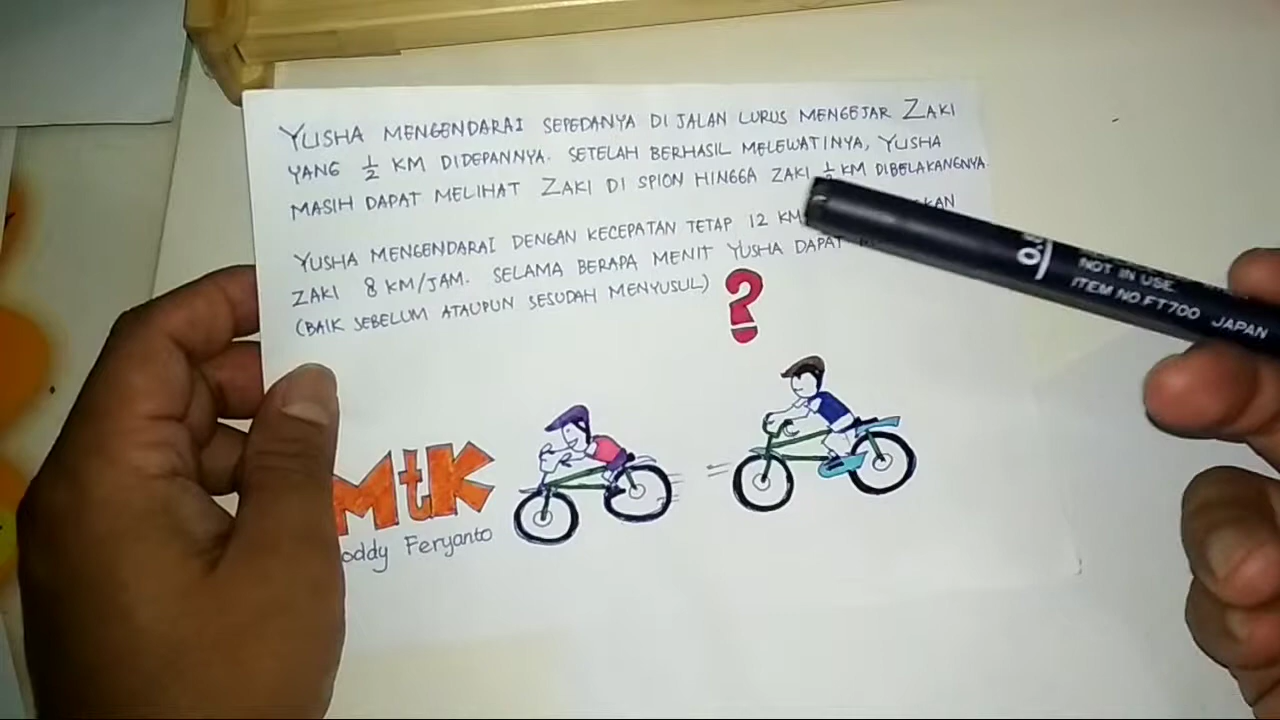 YUSHA MENGENDARAI SEPEDANYA DI JALAN LURUS MENGEJAR ZAKI
YANG 1/2 KM DIDEPANNYA. SETELAH BERHASIL MELEWATINYA, YUSHA
MASIH DAPAT MELIHAT ZAKI DI SPION HINGGA ZAKI KM DIBELAKANGNYA.
YUSHA MENGENDARAI DENGAN KECEPATAN TETAP 12 KM
ZAKI 8 KM/JAM. SELAMA BERAPA MENIT YUSHA DAPAT
(BAIK SEBELUM ATAUPUN SESUDAH MENYUSUL) ?
MtK
oddy Feryanto
NOT IN USE
ITEM NO.FT700 JAPAN